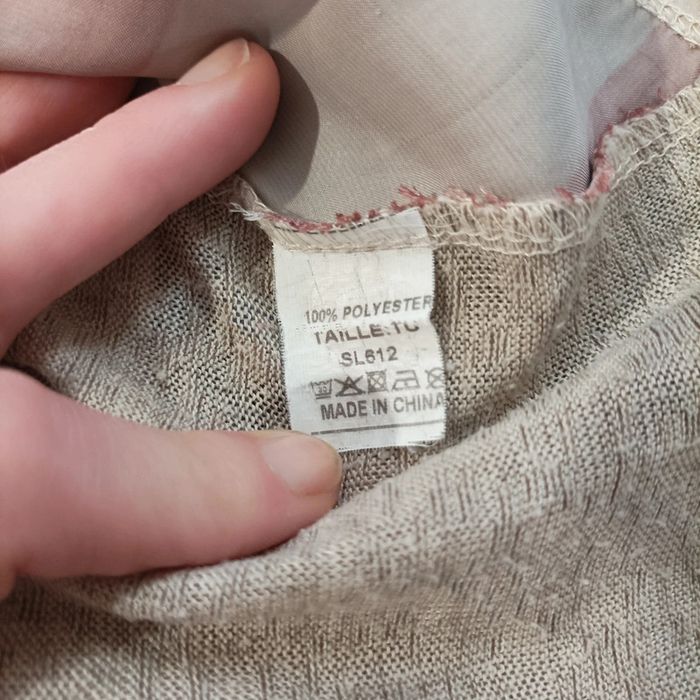 100% POLYESTER
TAILLE:TU
SL612
MADE IN CHINA